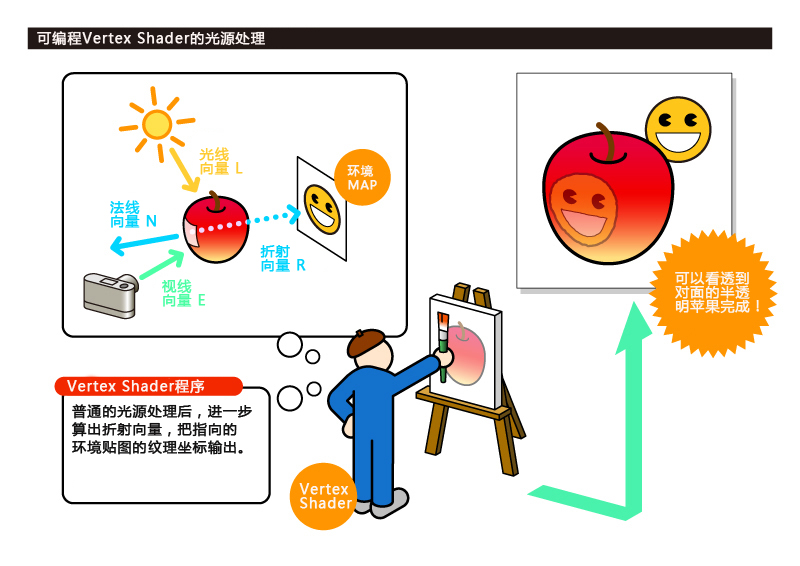 可编程Vertex Shader的光源处理
光线
向量 L
环境
MAP
法线
向量 N
折射
向量 R
视线
向量 E
可以看透到
对面的半透
明苹果完成！
Vertex Shader程序
普通的光源处理后，进一步
算出折射向量，把指向的
环境贴图的纹理坐标输出。
Vertex
Shader